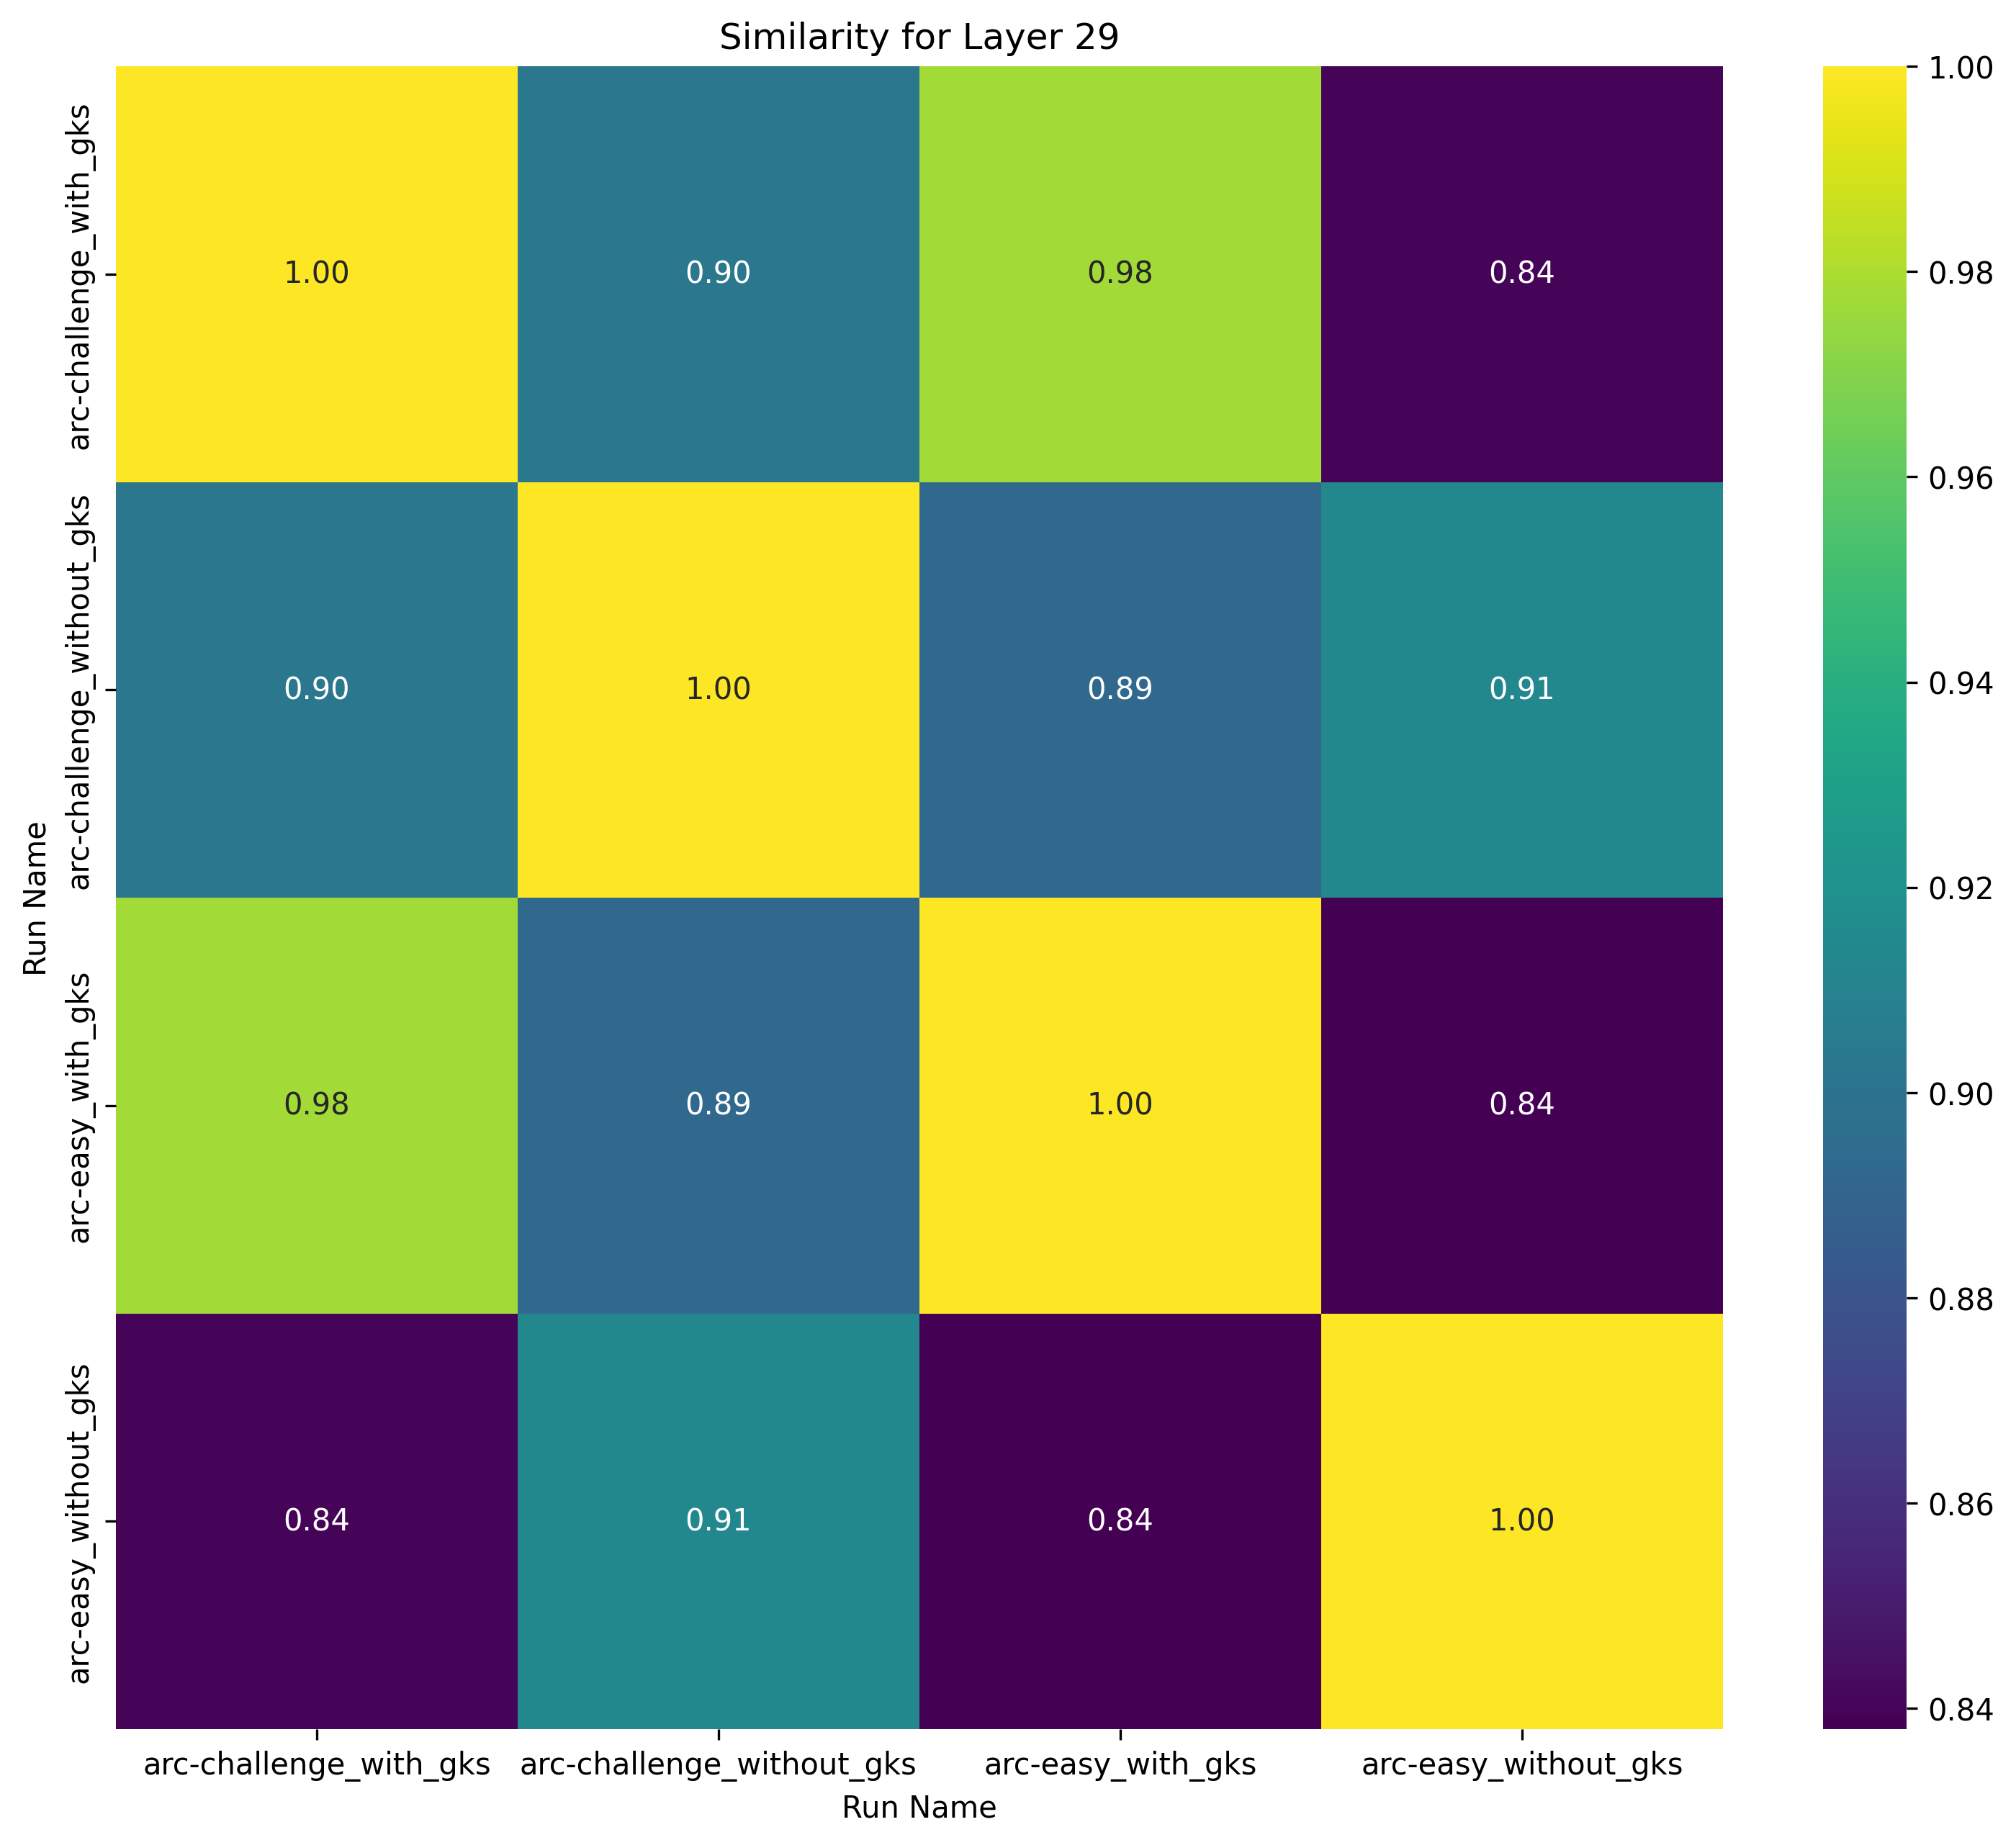 Similarity for Layer 29
arc-challenge_with_gks
1.00 0.90 0.98 0.84
arc-challenge_without_gks
0.90 1.00 0.89 0.91
arc-easy_with_gks
0.98 0.89 1.00 0.84
arc-easy_without_gks
0.84 0.91 0.84 1.00
Run Name
arc-challenge_with_gks arc-challenge_without_gks arc-easy_with_gks arc-easy_without_gks
Run Name
1.00
0.98
0.96
0.94
0.92
0.90
0.88
0.86
0.84